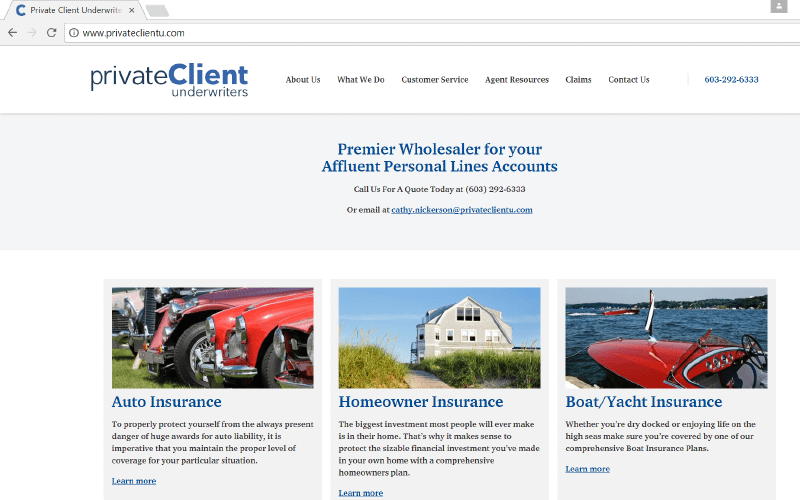 Private Client Underwrite
www.privateclientu.com
privateClient
underwriters
About Us What We Do Customer Service Agent Resources Claims Contact Us 603-292-6333
Premier Wholesaler for your
Affluent Personal Lines Accounts
Call Us For A Quote Today at (603) 292-6333
Or email at cathy.nickerson@privateclientu.com
Auto Insurance
To properly protect yourself from the always present
danger of huge awards for auto liability, it is
imperative that you maintain the proper level of
coverage for your particular situation.
Learn more
Homeowner Insurance
The biggest investment most people will ever make
is in their home. That's why it makes sense to
protect the sizable financial investment you've made
in your own home with a comprehensive
homeowners plan.
Learn more
Boat/Yacht Insurance
Whether you're dry docked or enjoying life on the
high seas make sure you're covered by one of our
comprehensive Boat Insurance Plans.
Learn more